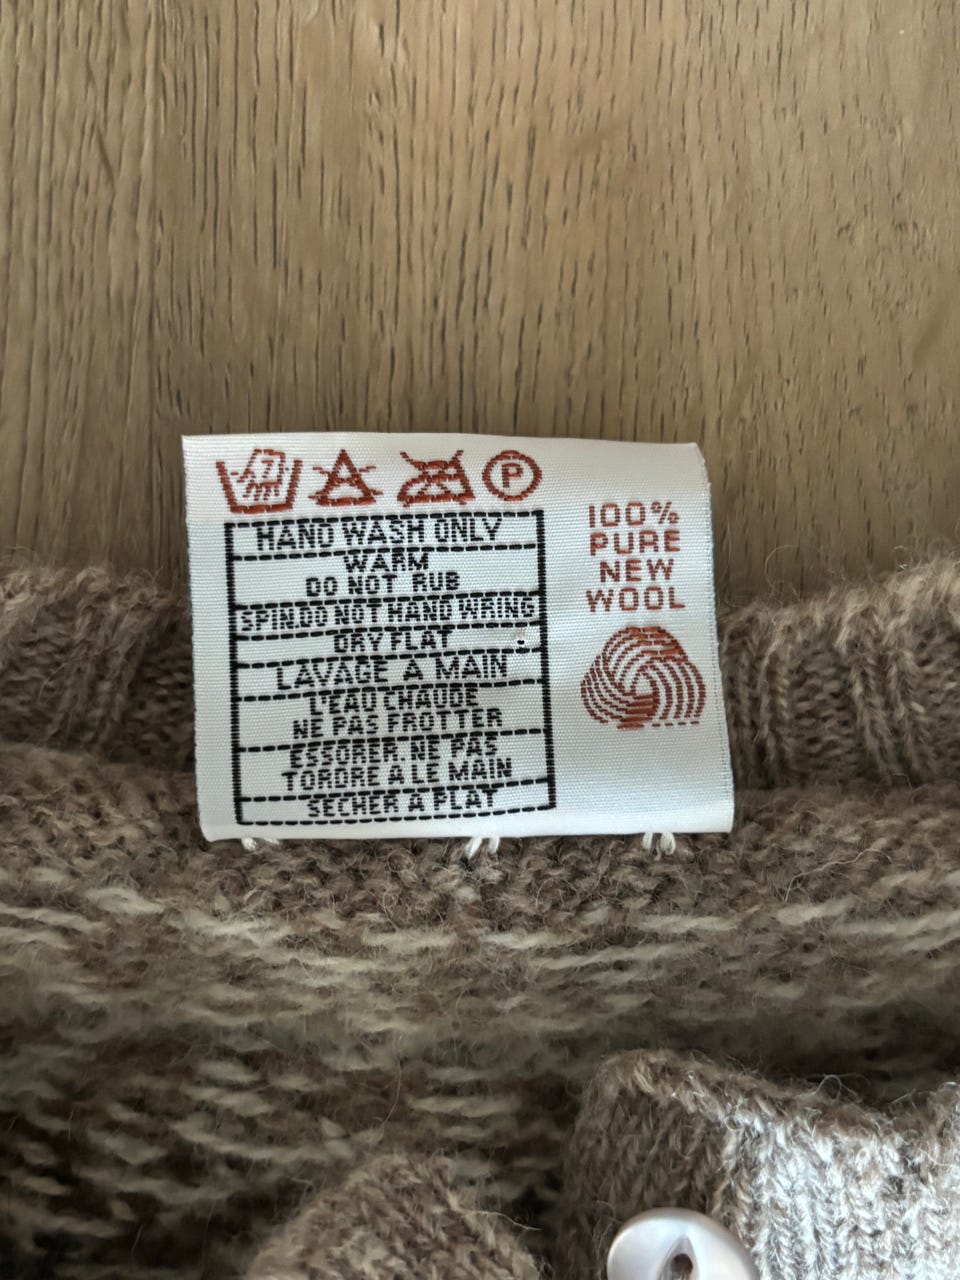 7
P
HAND WASH ONLY
WARM
DO NOT RUB
SPIN.DO NOT HAND WRING
DRY FLAT
LAVAGE A MAIN
L'EAU CHAUDE
NE PAS FROTTER
ESSORER. NE PAS
TORDRE A LE MAIN
SECHER A PLAT
100%
PURE
NEW
WOOL